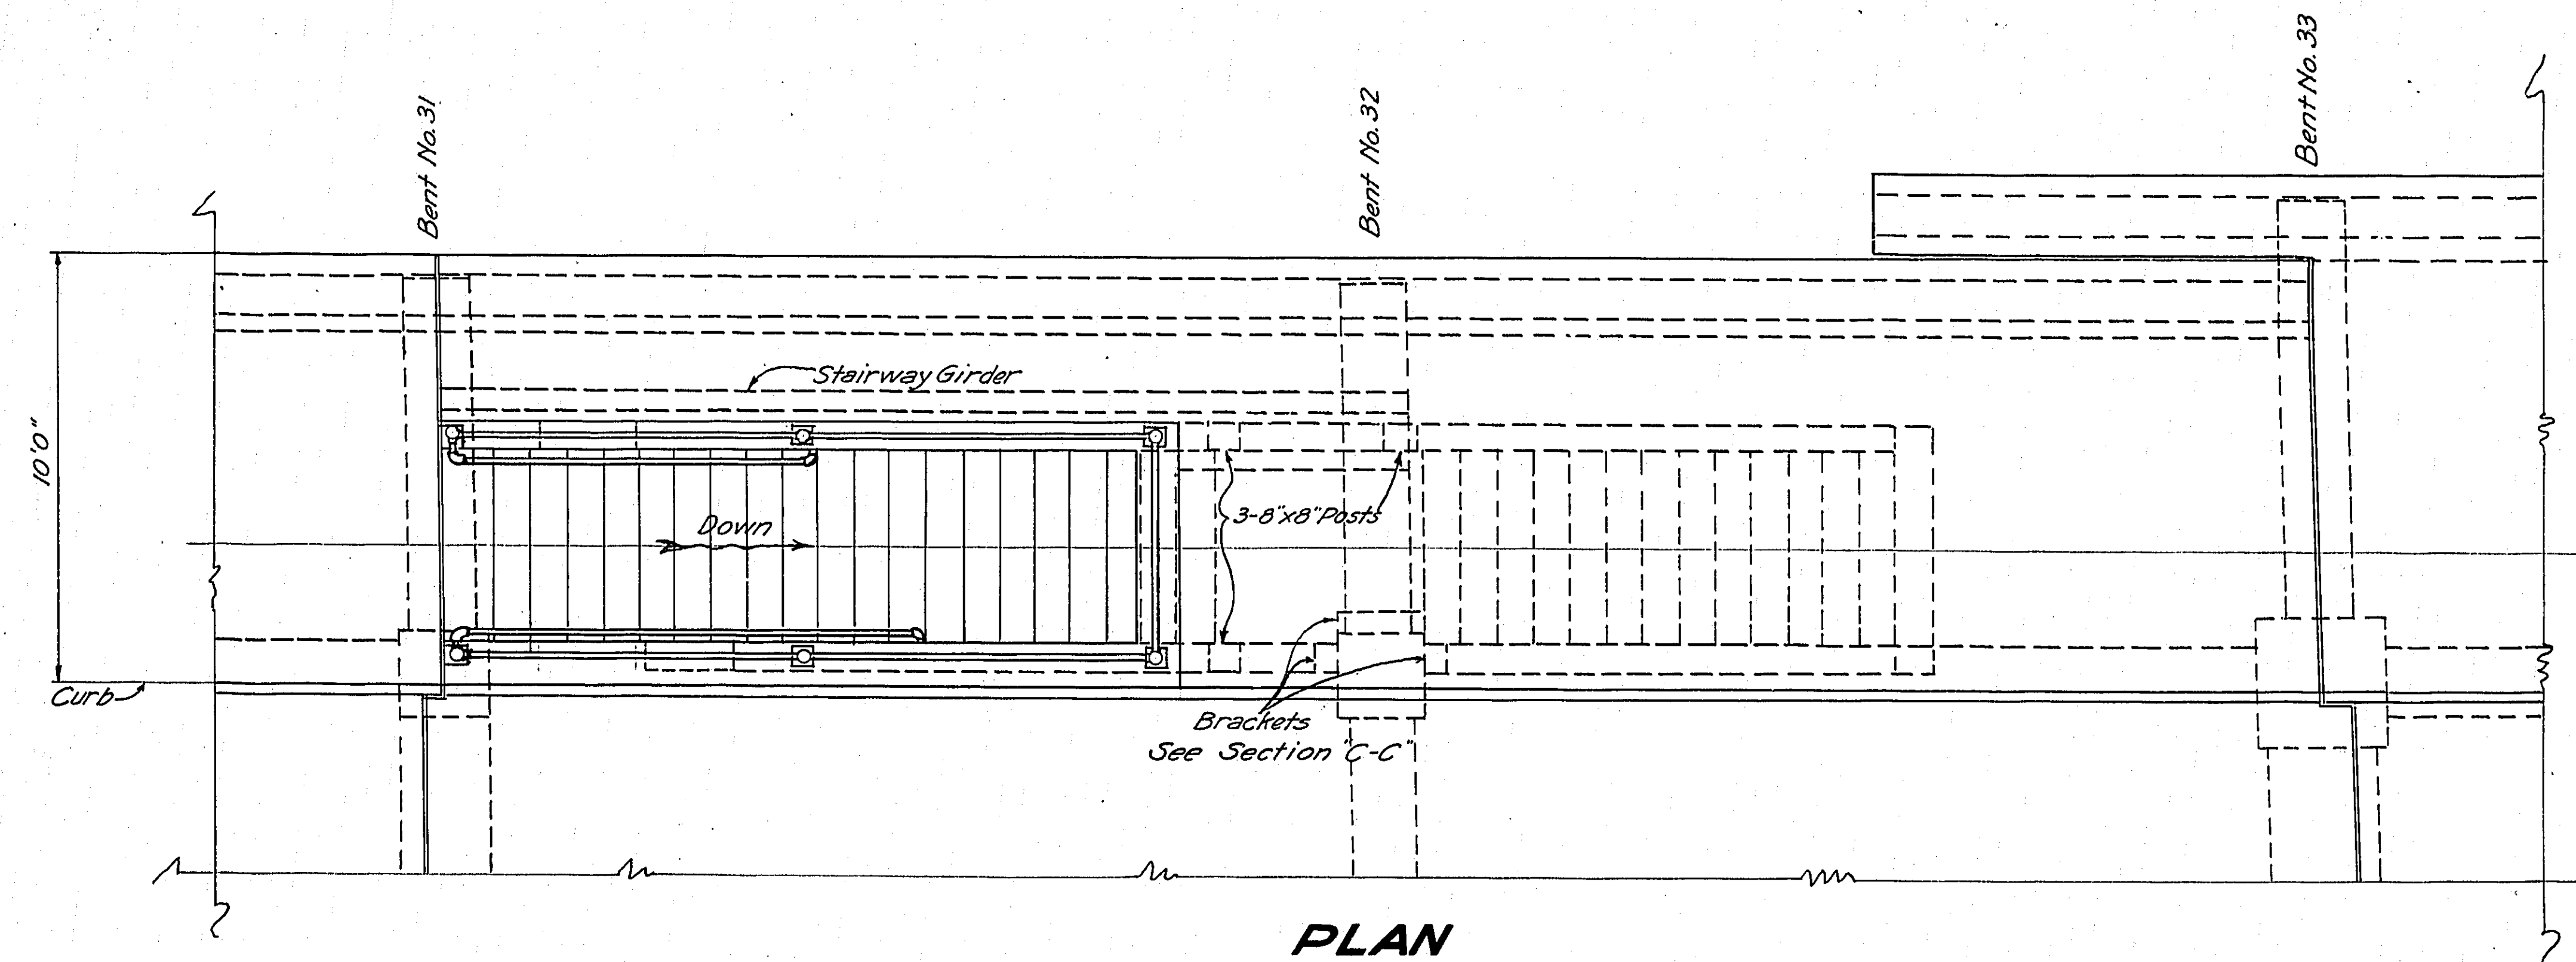 Bent No. 31
Bent No. 32
Bent No. 33
Stairway Girder
10'0"
3-8"x8" Posts
Down
Curb
Brackets
See Section "C-C"
PLAN